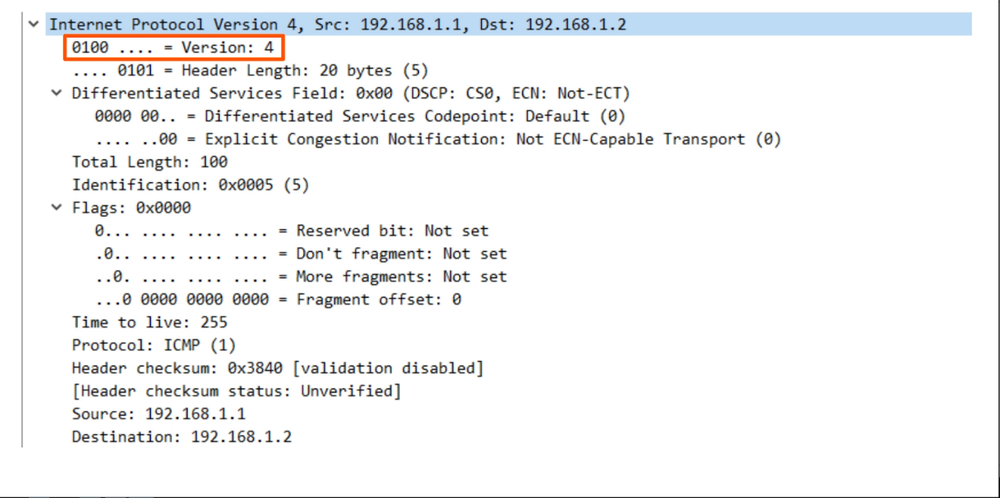 Internet Protocol Version 4, Src: 192.168.1.1, Dst: 192.168.1.2
0100 .... = Version: 4
.... 0101 = Header Length: 20 bytes (5)
Differentiated Services Field: 0x00 (DSCP: CS0, ECN: Not-ECT)
0000 00.. = Differentiated Services Codepoint: Default (0)
.... ..00 = Explicit Congestion Notification: Not ECN-Capable Transport (0)
Total Length: 100
Identification: 0x0005 (5)
Flags: 0x0000
0... .... .... .... = Reserved bit: Not set
.0.. .... .... .... = Don't fragment: Not set
..0. .... .... .... = More fragments: Not set
...0 0000 0000 0000 = Fragment offset: 0
Time to live: 255
Protocol: ICMP (1)
Header checksum: 0x3840 [validation disabled]
[Header checksum status: Unverified]
Source: 192.168.1.1
Destination: 192.168.1.2